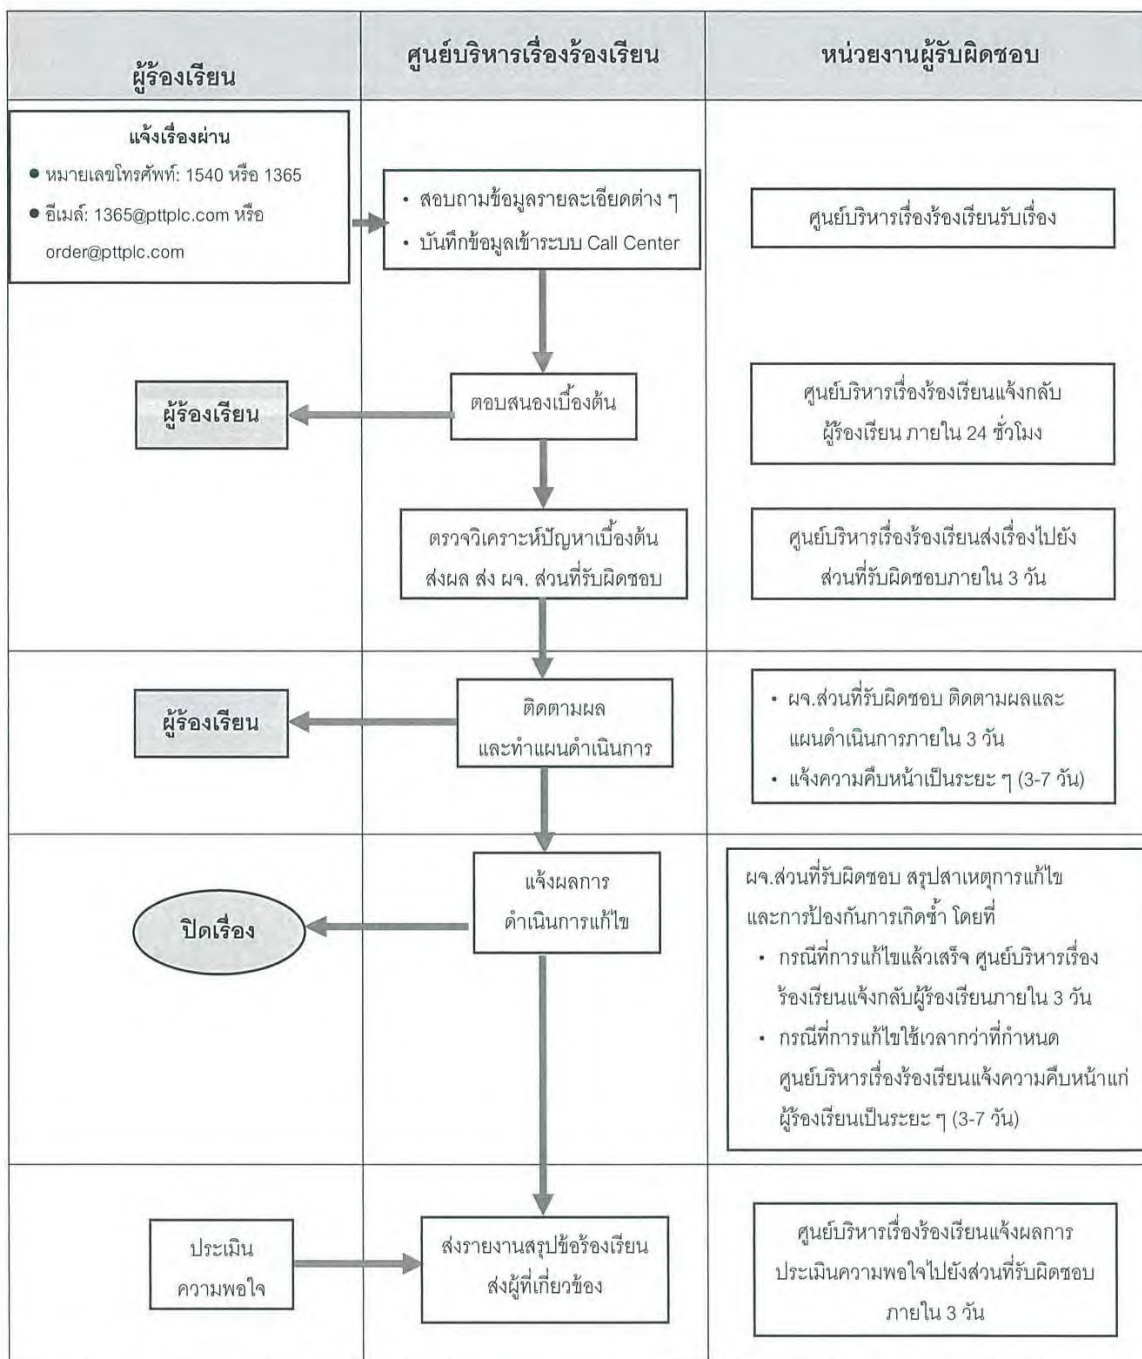 ผู้ร้องเรียน
ศูนย์บริหารเรื่องร้องเรียน
หน่วยงานผู้รับผิดชอบ
แจ้งเรื่องผ่าน
● หมายเลขโทรศัพท์: 1540 หรือ 1365
● อีเมล์: 1365@pttplc.com หรือ
order@pttplc.com
• สอบถามข้อมูลรายละเอียดต่าง ๆ
• บันทึกข้อมูลเข้าระบบ Call Center
ศูนย์บริหารเรื่องร้องเรียนรับเรื่อง
ผู้ร้องเรียน
ตอบสนองเบื้องต้น
ศูนย์บริหารเรื่องร้องเรียนแจ้งกลับ
ผู้ร้องเรียน ภายใน 24 ชั่วโมง
ตรวจวิเคราะห์ปัญหาเบื้องต้น
ส่งผล ส่ง ผจ. ส่วนที่รับผิดชอบ
ศูนย์บริหารเรื่องร้องเรียนส่งเรื่องไปยัง
ส่วนที่รับผิดชอบภายใน 3 วัน
ผู้ร้องเรียน
ติดตามผล
และทำแผนดำเนินการ
• ผจ.ส่วนที่รับผิดชอบ ติดตามผลและ
แผนดำเนินการภายใน 3 วัน
• แจ้งความคืบหน้าเป็นระยะ ๆ (3-7 วัน)
ปิดเรื่อง
แจ้งผลการ
ดำเนินการแก้ไข
ผจ.ส่วนที่รับผิดชอบ สรุปสาเหตุการแก้ไข
และการป้องกันการเกิดซ้ำ โดยที่
• กรณีที่การแก้ไขแล้วเสร็จ ศูนย์บริหารเรื่อง
ร้องเรียนแจ้งกลับผู้ร้องเรียนภายใน 3 วัน
• กรณีที่การแก้ไขใช้เวลากว่าที่กำหนด
ศูนย์บริหารเรื่องร้องเรียนแจ้งความคืบหน้าแก่
ผู้ร้องเรียนเป็นระยะ ๆ (3-7 วัน)
ประเมิน
ความพอใจ
ส่งรายงานสรุปข้อร้องเรียน
ส่งผู้ที่เกี่ยวข้อง
ศูนย์บริหารเรื่องร้องเรียนแจ้งผลการ
ประเมินความพอใจไปยังส่วนที่รับผิดชอบ
ภายใน 3 วัน